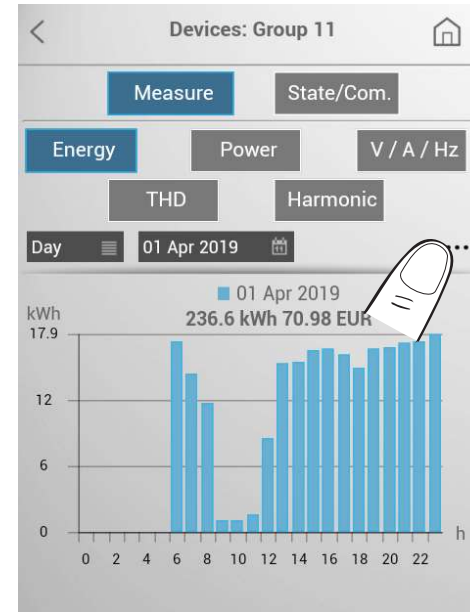 Devices: Group 11
Measure State/Com.
Energy Power V / A / Hz
THD Harmonic
Day 01 Apr 2019
01 Apr 2019
kWh
236.6 kWh 70.98 EUR
17.9
12
6
0
h
0 2 4 6 8 10 12 14 16 18 20 22